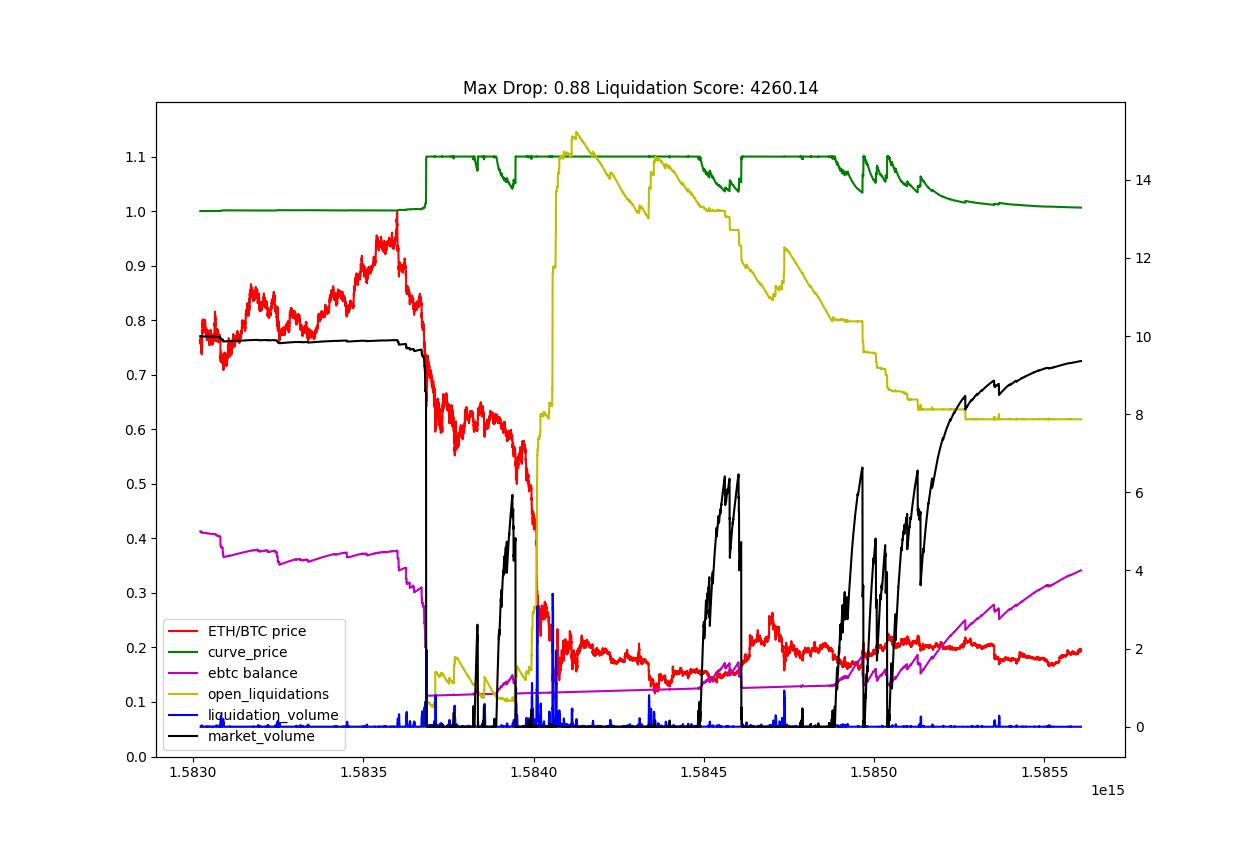 Max Drop: 0.88 Liquidation Score: 4260.14
1.1
1.0
0.9
0.8
0.7
0.6
0.5
0.4
0.3
0.2
0.1
0.0
14
12
10
8
6
4
2
0
ETH/BTC price
curve_price
ebtc balance
open_liquidations
liquidation_volume
market_volume
1.5830 1.5835 1.5840 1.5845 1.5850 1.5855
1e15